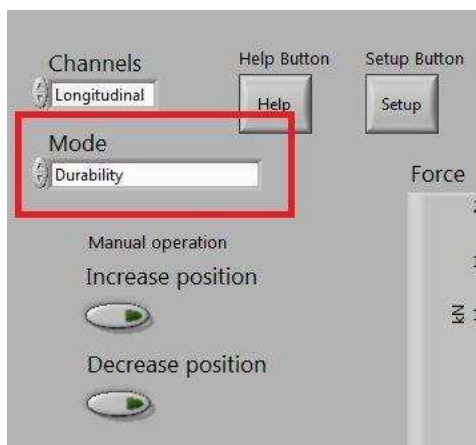 Channels
Longitudinal
Help Button
Help
Setup Button
Setup
Mode
Durability
Force
Manual operation
Increase position
Decrease position
kN